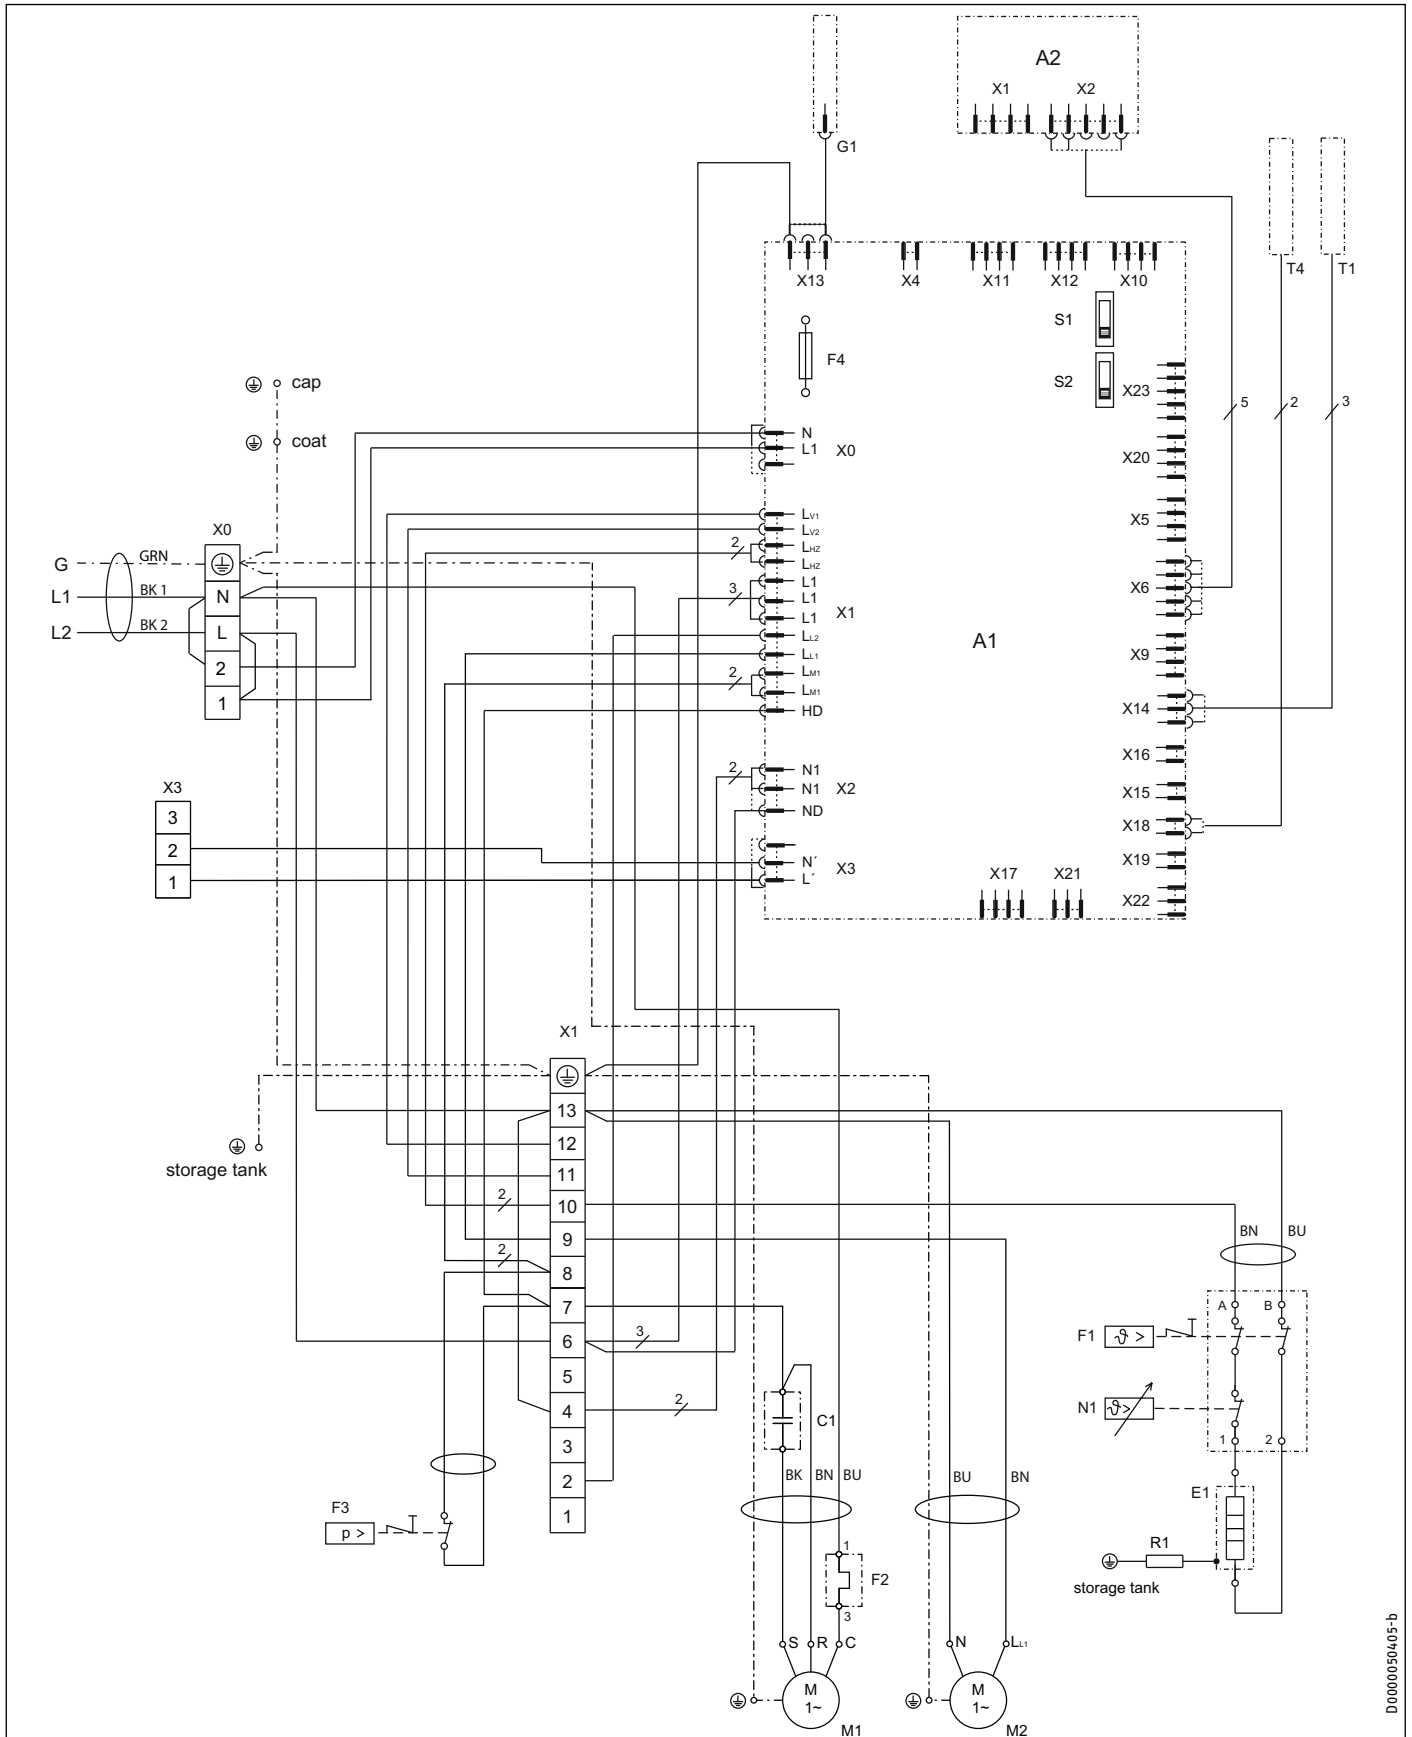 A2
X1 X2
G1
T4 T1
X13 X4 X11 X12 X10
S1
F4
S2
X23
5 2 3
cap
coat
N
L1 X0
X20
X0
LV1
LV2
2 LHZ
LHZ
X5
G GRN
L1 BK 1 N
L2 BK 2 L
2
1
L1
3 L1 X1
L1
LL2
LL1
2 LM1
LM1
HD
A1
X6
X9
X14
X16
2 N1
N1 X2
ND
X15
X18
X3
3
2
1
N´ X3
L´
X17 X21
X19
X22
X1
13
12
storage tank
11
2 10
9
2 8
7
6 3
5
4 2
3
2
1
BN BU
A B
F1 ϑ >
N1 ϑ>
1 2
C1
BK BN BU
BU BN
F3
p >
E1
R1
storage tank
1
F2
3
S R C
N LL1
M
1~
M1
M
1~
M2
D0000050405-b